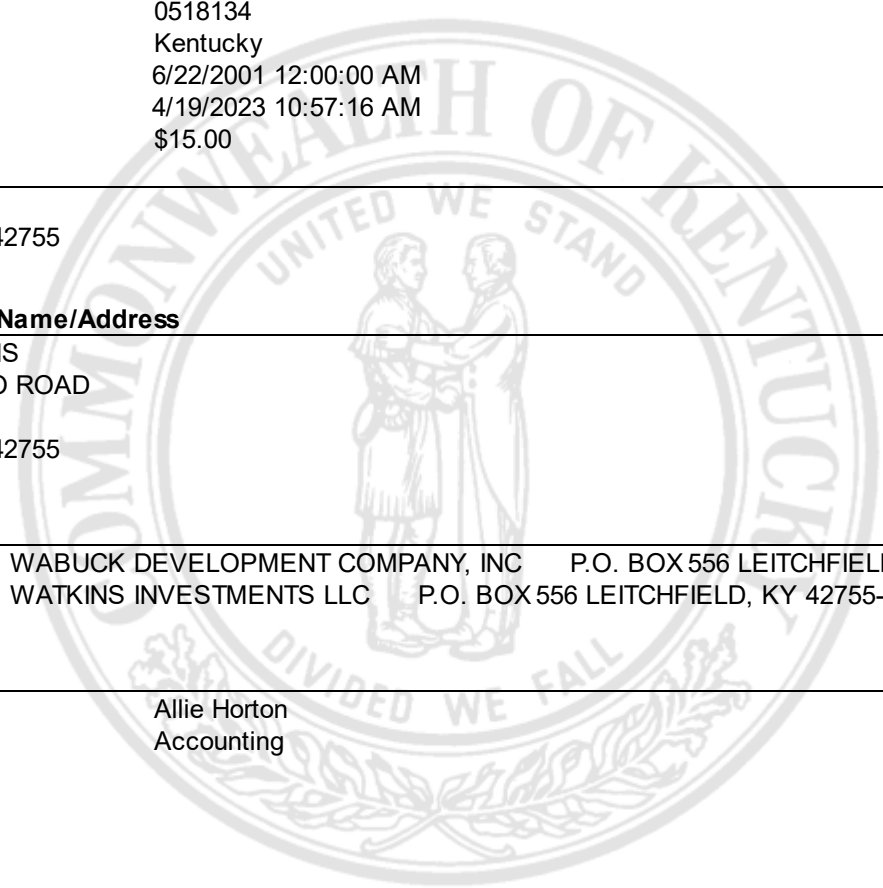 0518134
Kentucky
6/22/2001 12:00:00 AM
4/19/2023 10:57:16 AM
$15.00
COMMONWEALTH OF KENTUCKY
UNITED WE STAND
42755
Name/Address
D ROAD
42755
WABUCK DEVELOPMENT COMPANY, INC P.O. BOX 556 LEITCHFIEL
WATKINS INVESTMENTS LLC P.O. BOX 556 LEITCHFIELD, KY 42755-
DIVIDED WE FALL
Allie Horton
Accounting